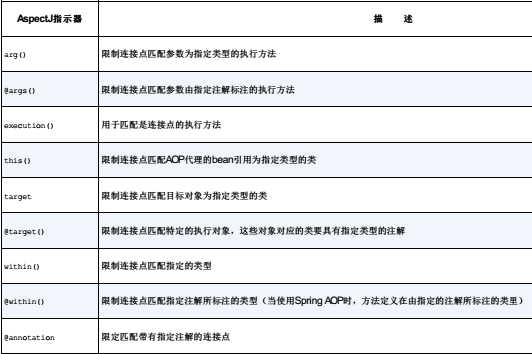 AspectJ指示器 描 述
arg() 限制连接点匹配参数为指定类型的执行方法
@args() 限制连接点匹配参数由指定注解标注的执行方法
execution() 用于匹配是连接点的执行方法
this() 限制连接点匹配AOP代理的bean引用为指定类型的类
target 限制连接点匹配目标对象为指定类型的类
@target() 限制连接点匹配特定的执行对象，这些对象对应的类要具有指定类型的注解
within() 限制连接点匹配指定的类型
@within() 限制连接点匹配指定注解所标注的类型（当使用Spring AOP时，方法定义在由指定的注解所标注的类里）
@annotation 限定匹配带有指定注解的连接点